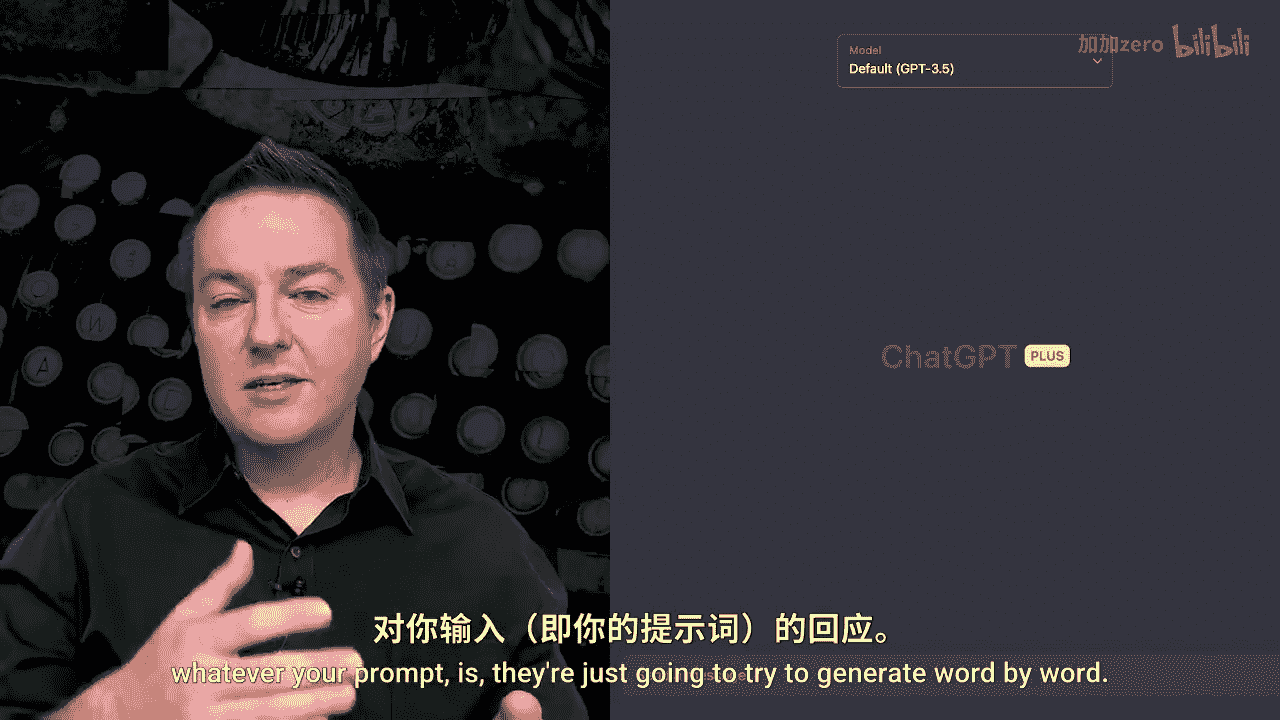 加加zero bilibili
Model
Default (GPT-3.5)
ChatGPT PLUS
对你输入（即你的提示词）的回应。
whatever your prompt, is, they're just going to try to generate word by word.